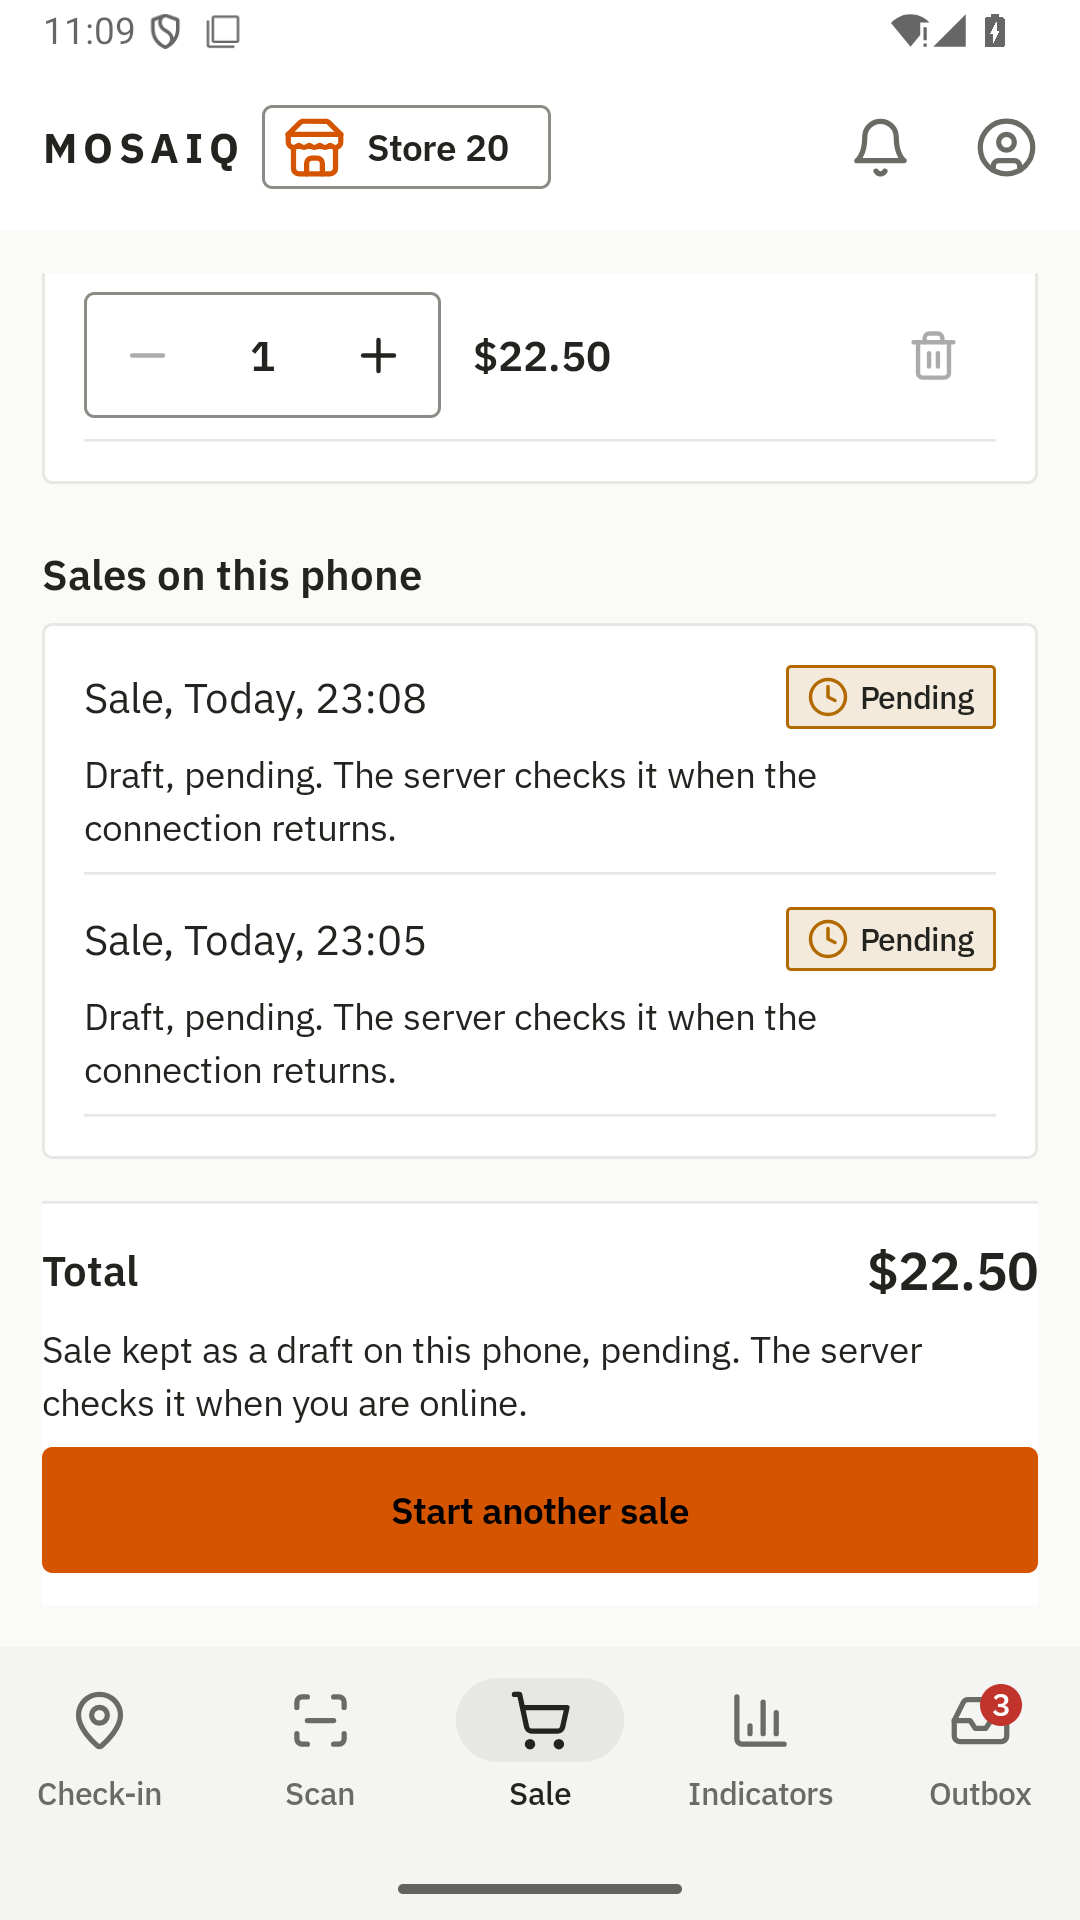 11:09
MOSAIQ
Store 20
1
$22.50
Sales on this phone
Sale, Today, 23:08
Pending
Draft, pending. The server checks it when the
connection returns.
Sale, Today, 23:05
Pending
Draft, pending. The server checks it when the
connection returns.
Total
$22.50
Sale kept as a draft on this phone, pending. The server
checks it when you are online.
Start another sale
3
Check-in
Scan
Sale
Indicators
Outbox